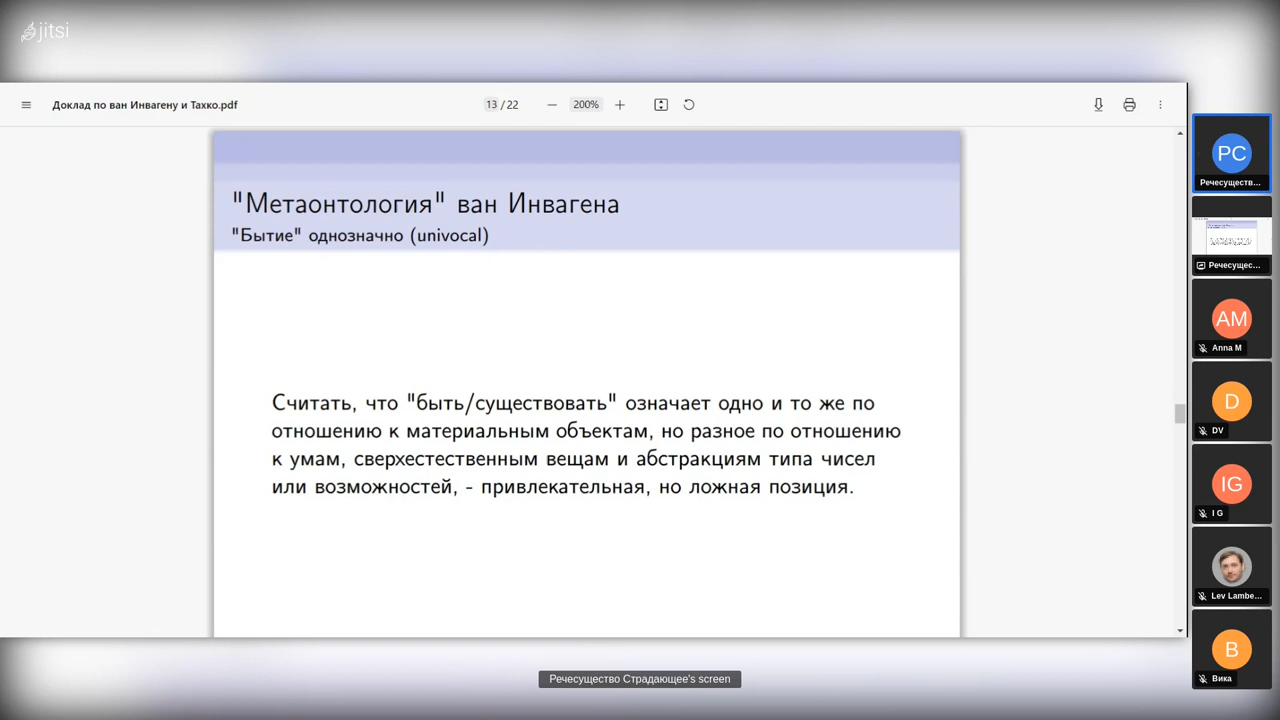 jitsi
Доклад по ван Инвагену и Тахко.pdf
13 / 22
200%
"Метаонтология" ван Инвагена
"Бытие" однозначно (univocal)
Считать, что "быть/существовать" означает одно и то же по
отношению к материальным объектам, но разное по отношению
к умам, сверхестественным вещам и абстракциям типа чисел
или возможностей, - привлекательная, но ложная позиция.
PC
Речесуществ...
Речесущес...
AM
Anna M
D
DV
IG
I G
Lev Lambe...
В
Вика
Речесущество Страдающее's screen